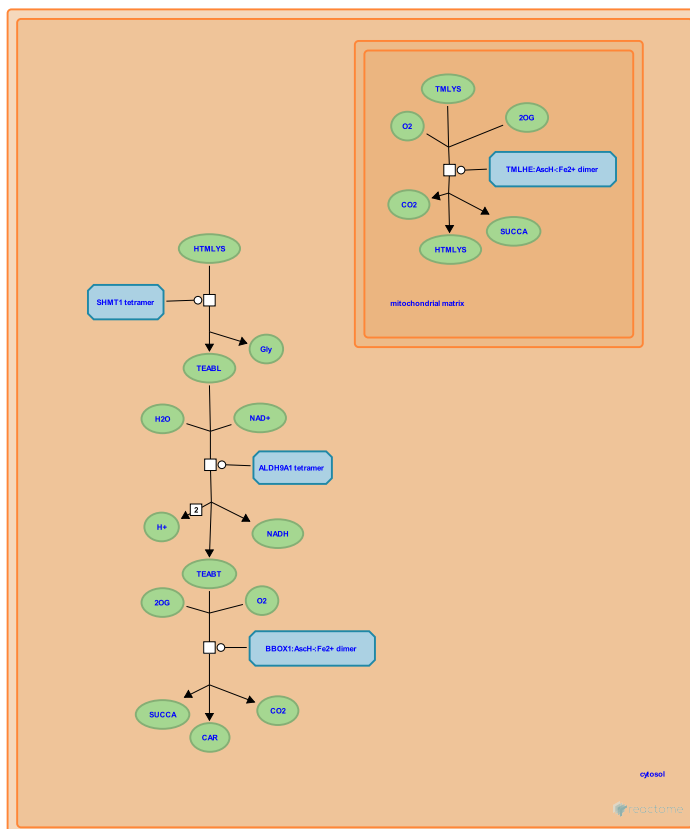 TMLYS
O2
2OG
TMLHE:AscH-:Fe2+ dimer
CO2
SUCCA
HTMLYS
mitochondrial matrix
HTMLYS
SHMT1 tetramer
Gly
TEABL
H2O
NAD+
ALDH9A1 tetramer
2
H+
NADH
TEABT
2OG
O2
BBOX1:AscH-:Fe2+ dimer
SUCCA
CO2
CAR
cytosol
reactome